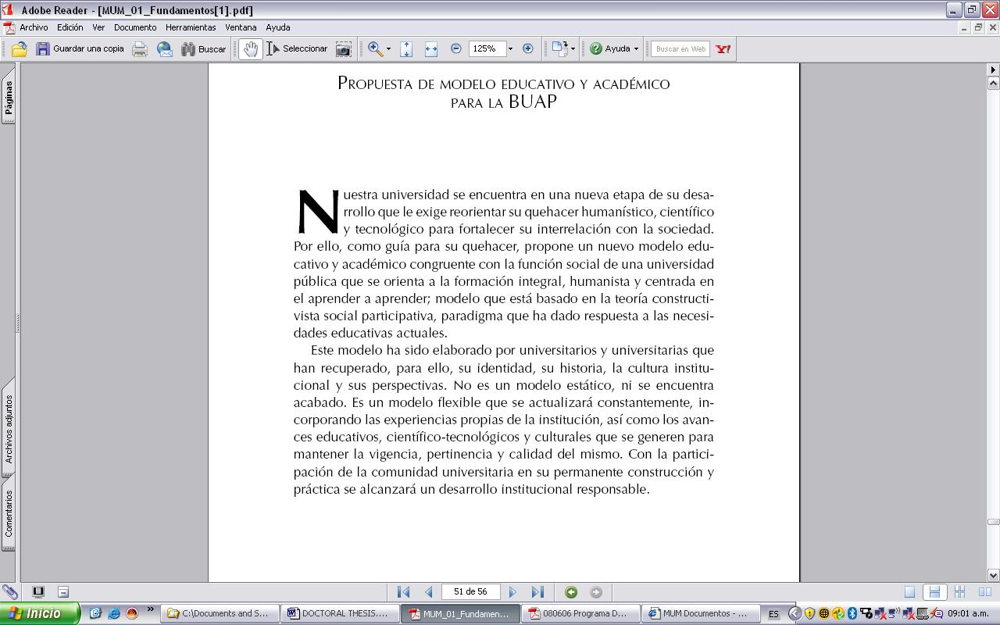 Adobe Reader - [MUM_01_Fundamentos[1].pdf]
Archivo Edición Ver Documento Herramientas Ventana Ayuda
Guardar una copia Buscar Seleccionar 125% Ayuda Buscar en Web Y!
Páginas
Archivos adjuntos
Comentarios
PROPUESTA DE MODELO EDUCATIVO Y ACADÉMICO
PARA LA BUAP
Nuestra universidad se encuentra en una nueva etapa de su desa-
rrollo que le exige reorientar su quehacer humanístico, científico
y tecnológico para fortalecer su interrelación con la sociedad.
Por ello, como guía para su quehacer, propone un nuevo modelo edu-
cativo y académico congruente con la función social de una universidad
pública que se orienta a la formación integral, humanista y centrada en
el aprender a aprender; modelo que está basado en la teoría constructi-
vista social participativa, paradigma que ha dado respuesta a las necesi-
dades educativas actuales.
Este modelo ha sido elaborado por universitarios y universitarias que
han recuperado, para ello, su identidad, su historia, la cultura institu-
cional y sus perspectivas. No es un modelo estático, ni se encuentra
acabado. Es un modelo flexible que se actualizará constantemente, in-
corporando las experiencias propias de la institución, así como los avan-
ces educativos, científico-tecnológicos y culturales que se generen para
mantener la vigencia, pertinencia y calidad del mismo. Con la partici-
pación de la comunidad universitaria en su permanente construcción y
práctica se alcanzará un desarrollo institucional responsable.
51 de 56
Inicio C:\Documents and S... DOCTORAL THESIS.... MUM_01_Fundamen... 080606 Programa D... MUM Documentos - ... ES 09:01 a.m.